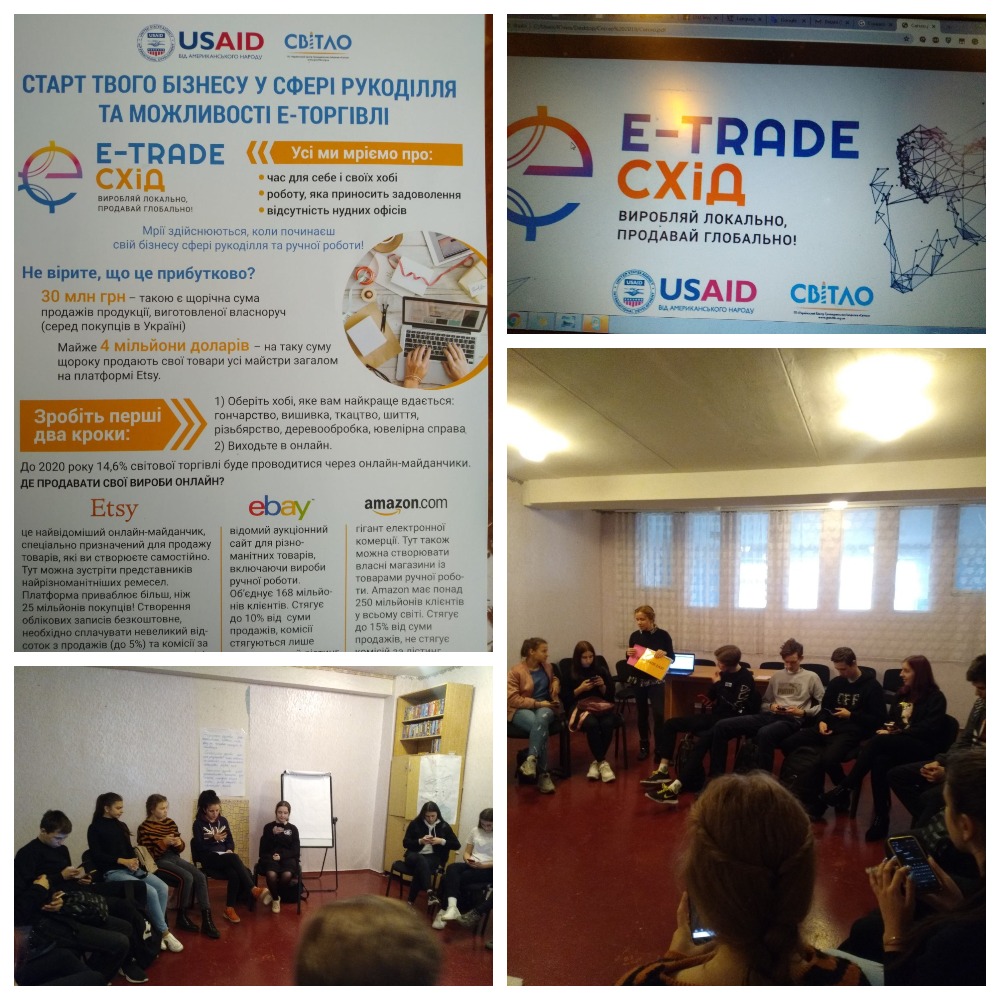 USAID
ВІД АМЕРИКАНСЬКОГО НАРОДУ
СВІТЛО
СТАРТ ТВОГО БІЗНЕСУ У СФЕРІ РУКОДІЛЛЯ
ТА МОЖЛИВОСТІ Е-ТОРГІВЛІ
E-TRADE
СХІД
ВИРОБЛЯЙ ЛОКАЛЬНО,
ПРОДАВАЙ ГЛОБАЛЬНО!
Усі ми мріємо про:
• час для себе і своїх хобі
• роботу, яка приносить задоволення
• відсутність нудних офісів
Мрії здійснюються, коли починаєш
свій бізнес у сфері рукоділля та ручної роботи!
Не вірите, що це прибутково?
30 млн грн – такою є щорічна сума
продажів продукції, виготовленої власноруч
(серед покупців в Україні)
Майже 4 мільйони доларів – на таку суму
щороку продають свої товари усі майстри загалом
на платформі Etsy.
Зробіть перші
два кроки:
1) Оберіть хобі, яке вам найкраще вдається:
гончарство, вишивка, ткацтво, шиття,
різьбярство, деревообробка, ювелірна справа
2) Виходьте в онлайн.
До 2020 року 14,6% світової торгівлі буде проводитися через онлайн-майданчики.
ДЕ ПРОДАВАТИ СВОЇ ВИРОБИ ОНЛАЙН?
Etsy
це найвідоміший онлайн-майданчик,
спеціально призначений для продажу
товарів, які ви створюєте самостійно.
Тут можна зустріти представників
найрізноманітніших ремесел.
Платформа приваблює більш, ніж
25 мільйонів покупців! Створення
облікових записів безкоштовне,
необхідно сплачувати невеликий від-
соток з продажів (до 5%) та комісії за
ebay
відомий аукціонний
сайт для різно-
манітних товарів,
включаючи вироби
ручної роботи.
Об'єднує 168 мільйо-
нів клієнтів. Стягує
до 10% від суми
продажів, комісії
стягуються лише
amazon.com
гігант електронної
комерції. Тут також
можна створювати
власні магазини із
товарами ручної робо-
ти. Amazon має понад
250 мільйонів клієнтів
у всьому світі. Стягує
до 15% від суми
продажів, не стягує
комісій за лістинг
E-TRADE
СХІД
ВИРОБЛЯЙ ЛОКАЛЬНО,
ПРОДАВАЙ ГЛОБАЛЬНО!
USAID
ВІД АМЕРИКАНСЬКОГО НАРОДУ
СВІТЛО
OFF